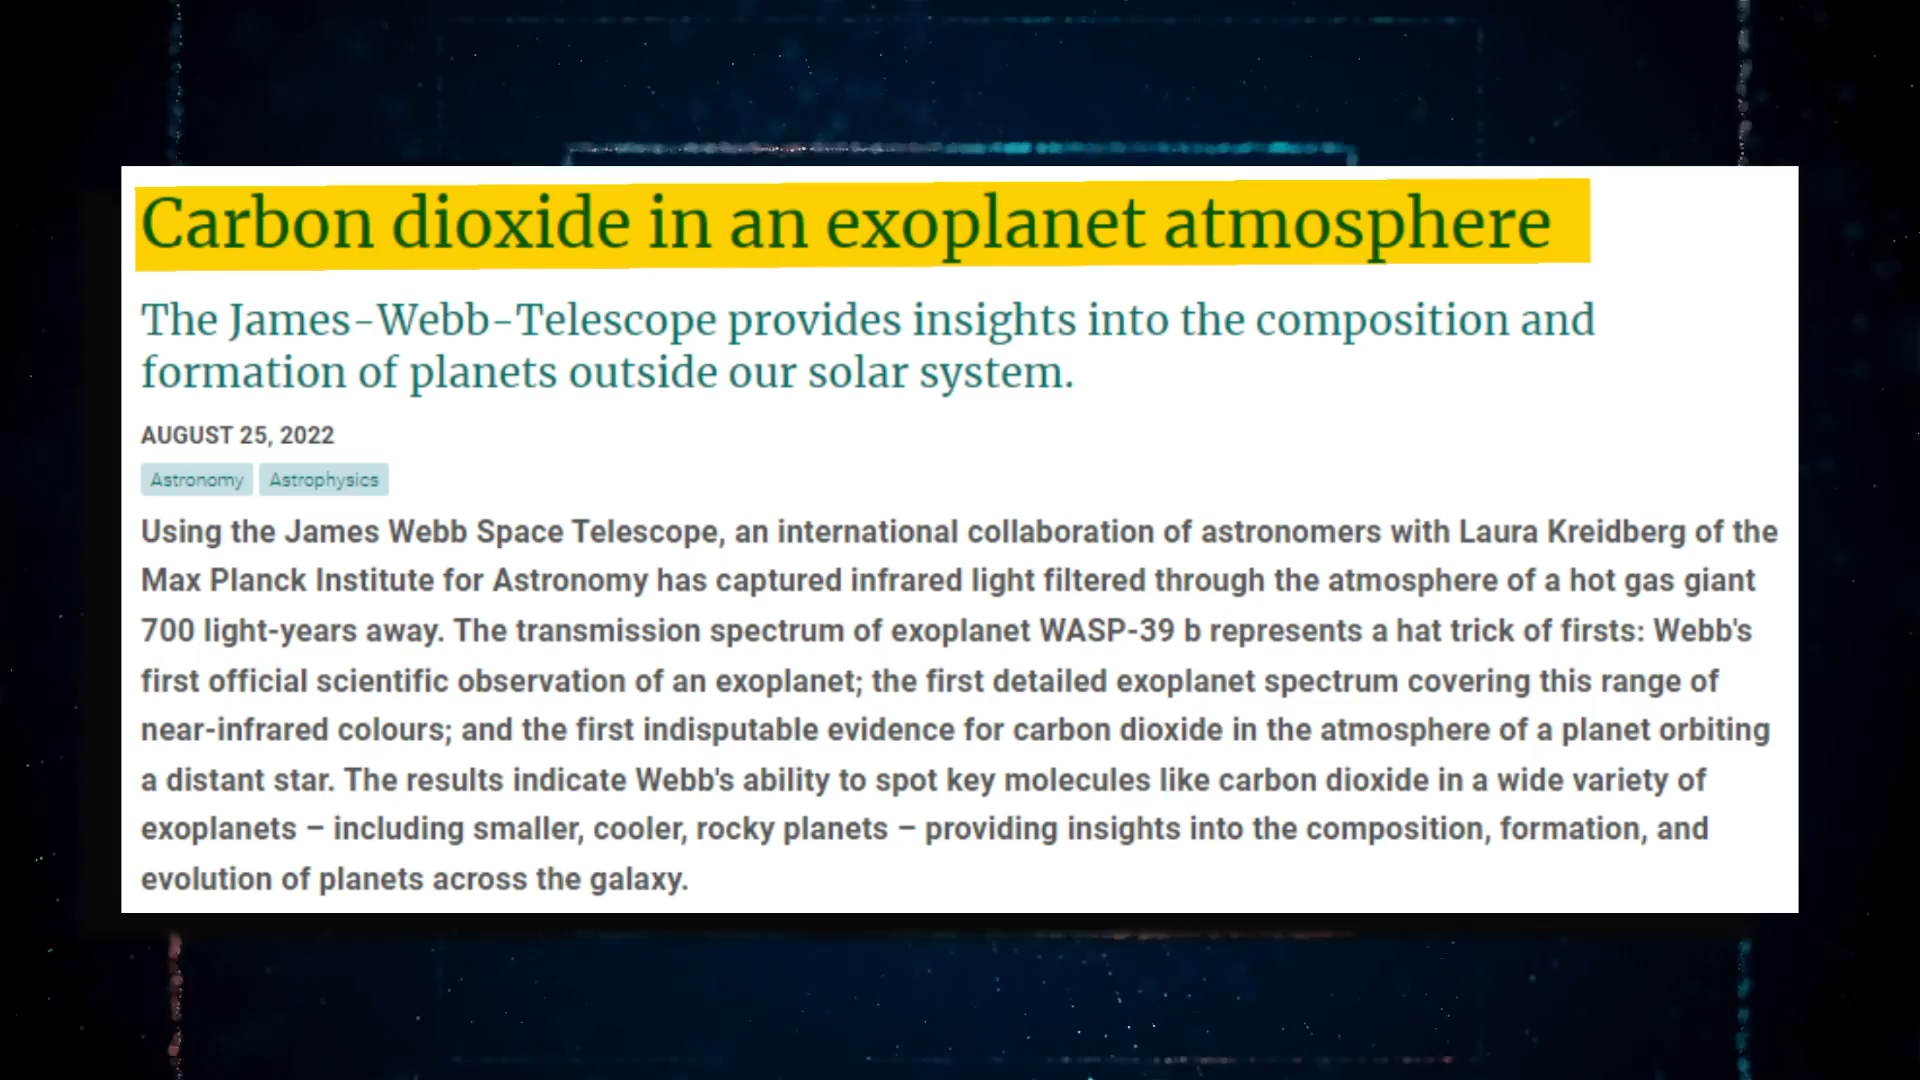 Carbon dioxide in an exoplanet atmosphere
The James-Webb-Telescope provides insights into the composition and
formation of planets outside our solar system.
AUGUST 25, 2022
Astronomy Astrophysics
Using the James Webb Space Telescope, an international collaboration of astronomers with Laura Kreidberg of the
Max Planck Institute for Astronomy has captured infrared light filtered through the atmosphere of a hot gas giant
700 light-years away. The transmission spectrum of exoplanet WASP-39 b represents a hat trick of firsts: Webb's
first official scientific observation of an exoplanet; the first detailed exoplanet spectrum covering this range of
near-infrared colours; and the first indisputable evidence for carbon dioxide in the atmosphere of a planet orbiting
a distant star. The results indicate Webb's ability to spot key molecules like carbon dioxide in a wide variety of
exoplanets – including smaller, cooler, rocky planets – providing insights into the composition, formation, and
evolution of planets across the galaxy.